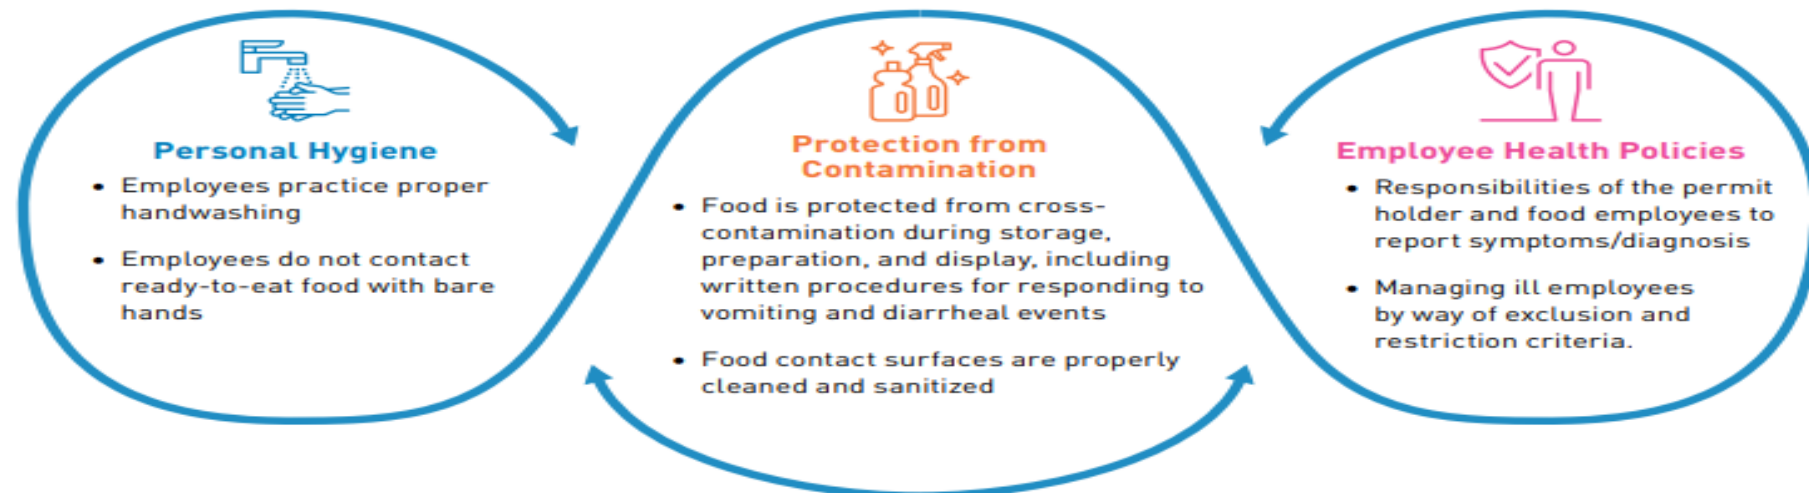 Personal Hygiene
• Employees practice proper
handwashing
• Employees do not contact
ready-to-eat food with bare
hands
Protection from
Contamination
• Food is protected from cross-
contamination during storage,
preparation, and display, including
written procedures for responding to
vomiting and diarrheal events
• Food contact surfaces are properly
cleaned and sanitized
Employee Health Policies
• Responsibilities of the permit
holder and food employees to
report symptoms/diagnosis
• Managing ill employees
by way of exclusion and
restriction criteria.